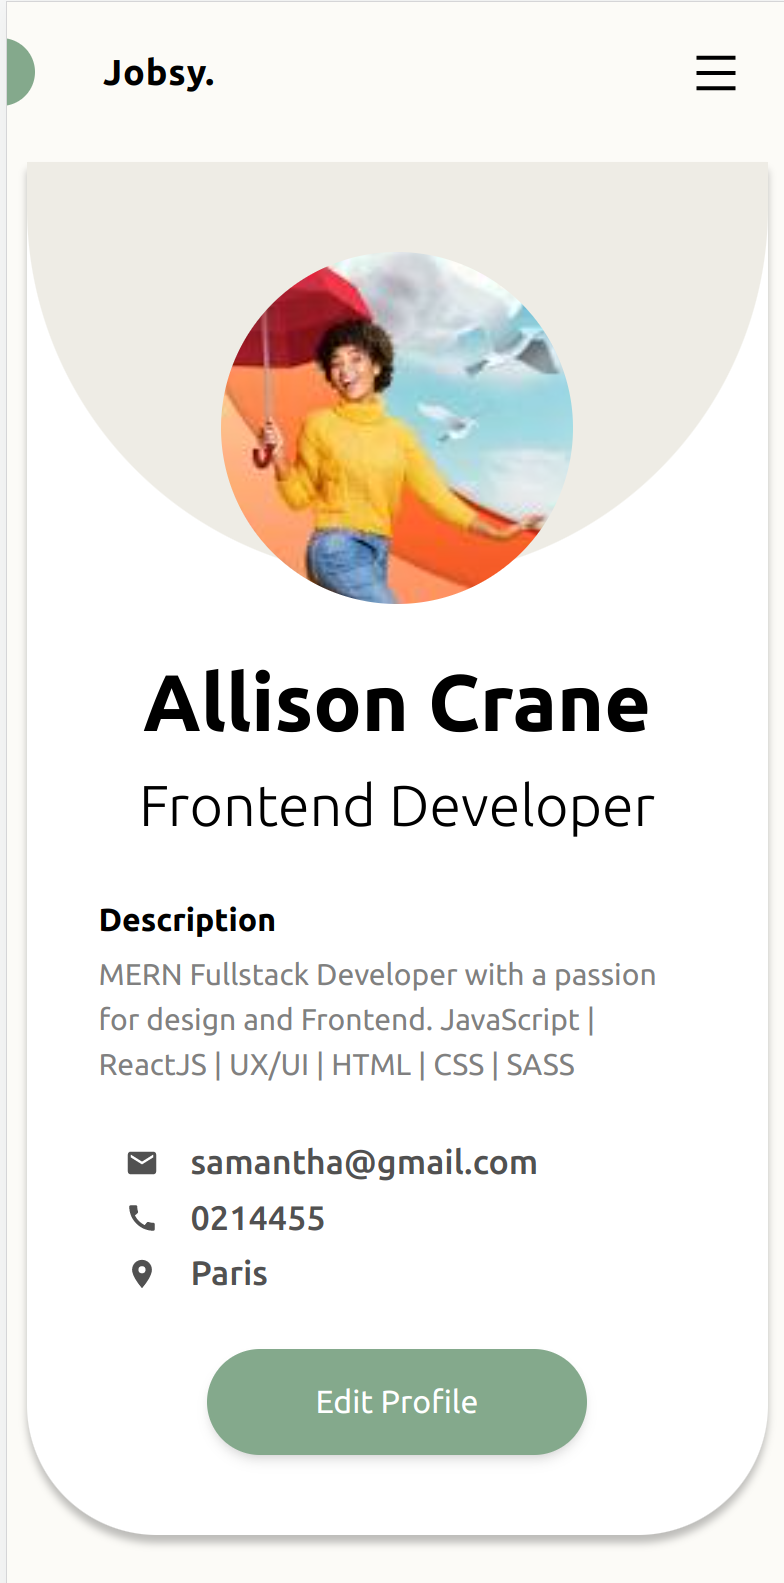 Jobsy.
Allison Crane
Frontend Developer
Description
MERN Fullstack Developer with a passion
for design and Frontend. JavaScript |
ReactJS | UX/UI | HTML | CSS | SASS
samantha@gmail.com
0214455
Paris
Edit Profile